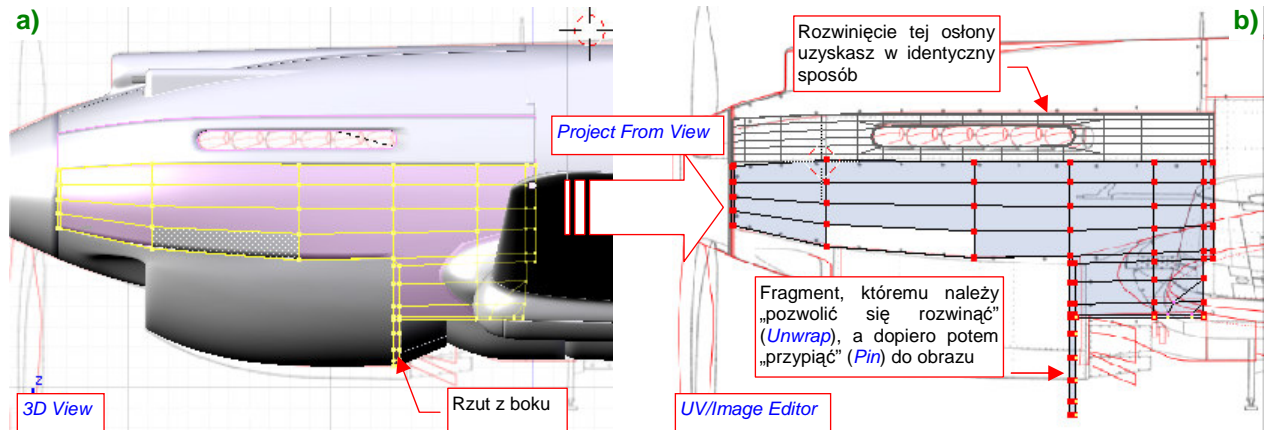 a)
b)
Rozwinięcie tej osłony
uzyskasz w identyczny
sposób
Project From View
Fragment, któremu należy
„pozwolić się rozwinąć”
(Unwrap), a dopiero potem
„przypiąć” (Pin) do obrazu
z
3D View
Rzut z boku
UV/Image Editor